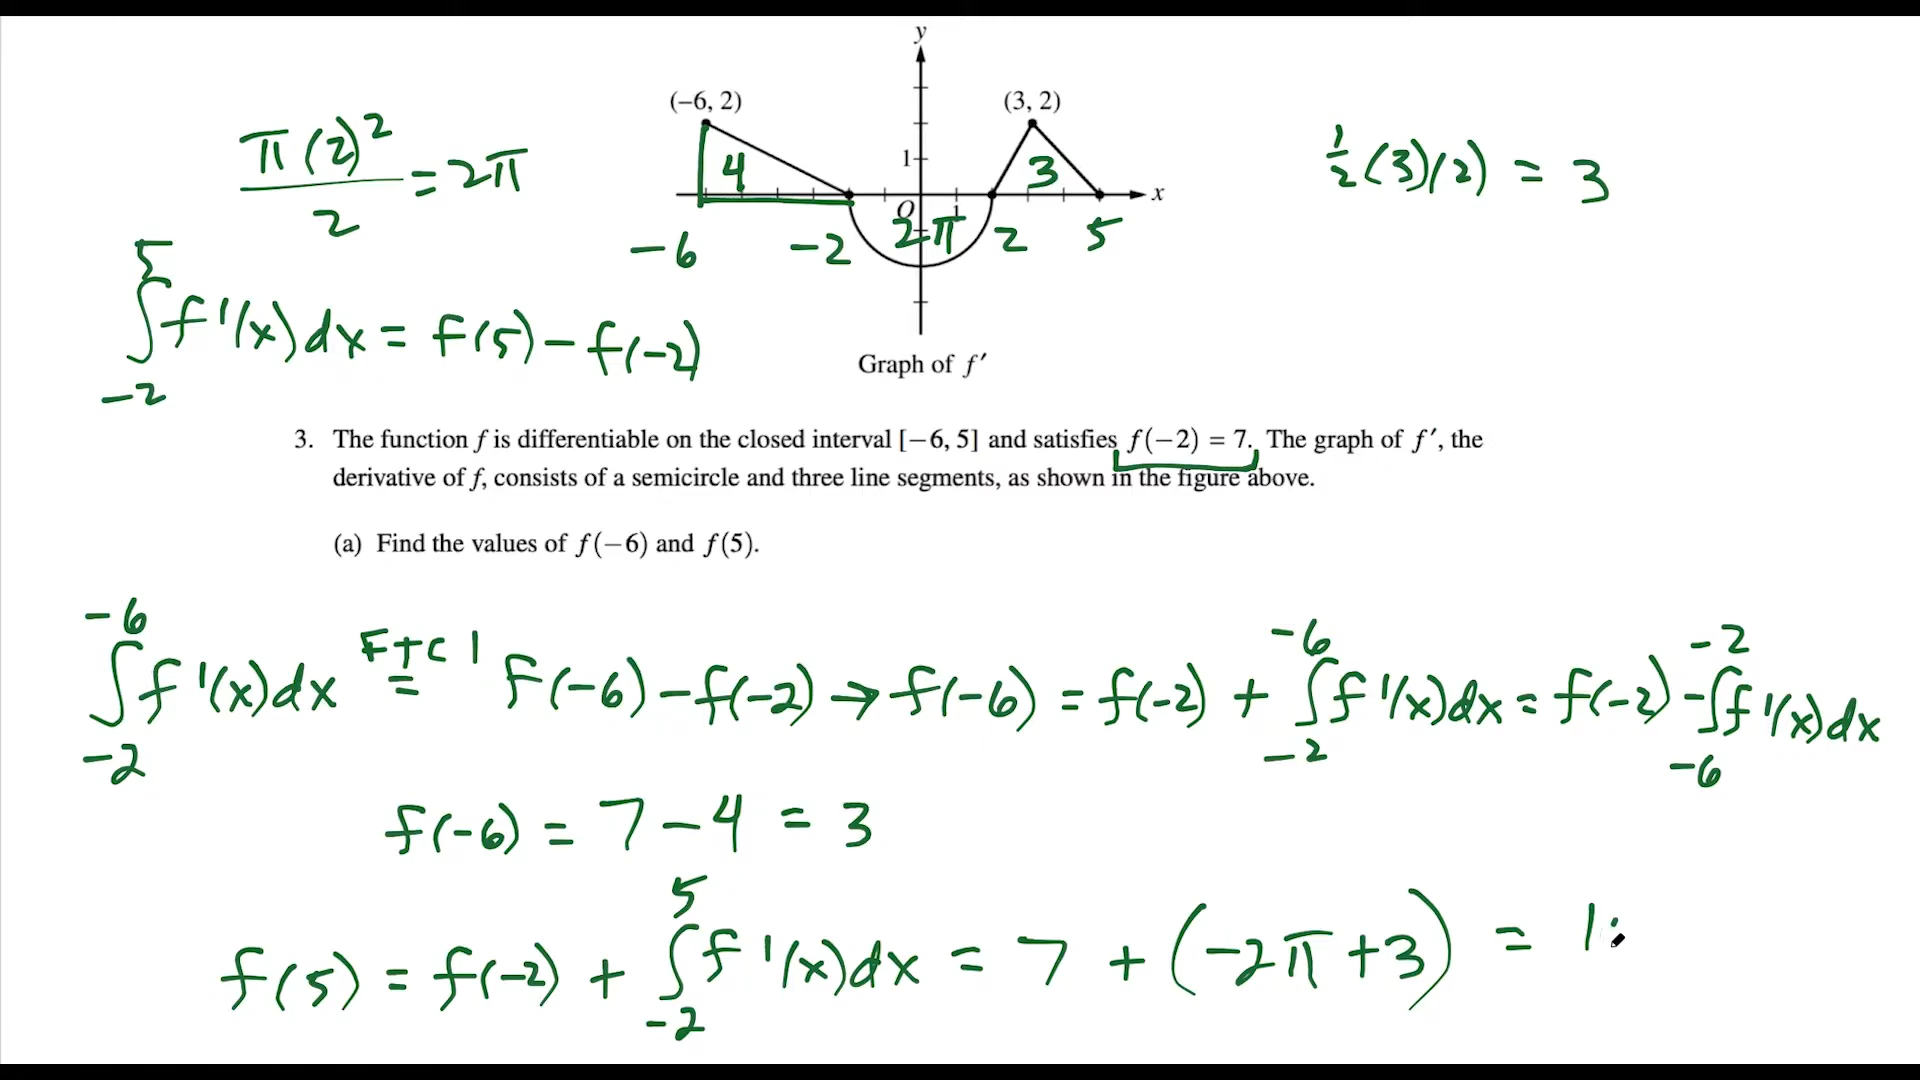 y
(−6, 2)
(3, 2)
π(2)² / 2 = 2π
½(3)(2) = 3
1
4
3
x
O
1
−6
−2
2π
2
5
∫_{−2}^{5} f'(x)dx = f(5) − f(−2)
Graph of f′
3. The function f is differentiable on the closed interval [−6, 5] and satisfies f(−2) = 7. The graph of f′, the
derivative of f, consists of a semicircle and three line segments, as shown in the figure above.
(a) Find the values of f(−6) and f(5).
∫_{−2}^{−6} f'(x)dx FTC 1 = f(−6) − f(−2) → f(−6) = f(−2) + ∫_{−2}^{−6} f'(x)dx = f(−2) − ∫_{−6}^{−2} f'(x)dx
f(−6) = 7 − 4 = 3
f(5) = f(−2) + ∫_{−2}^{5} f'(x)dx = 7 + (−2π + 3) = 1